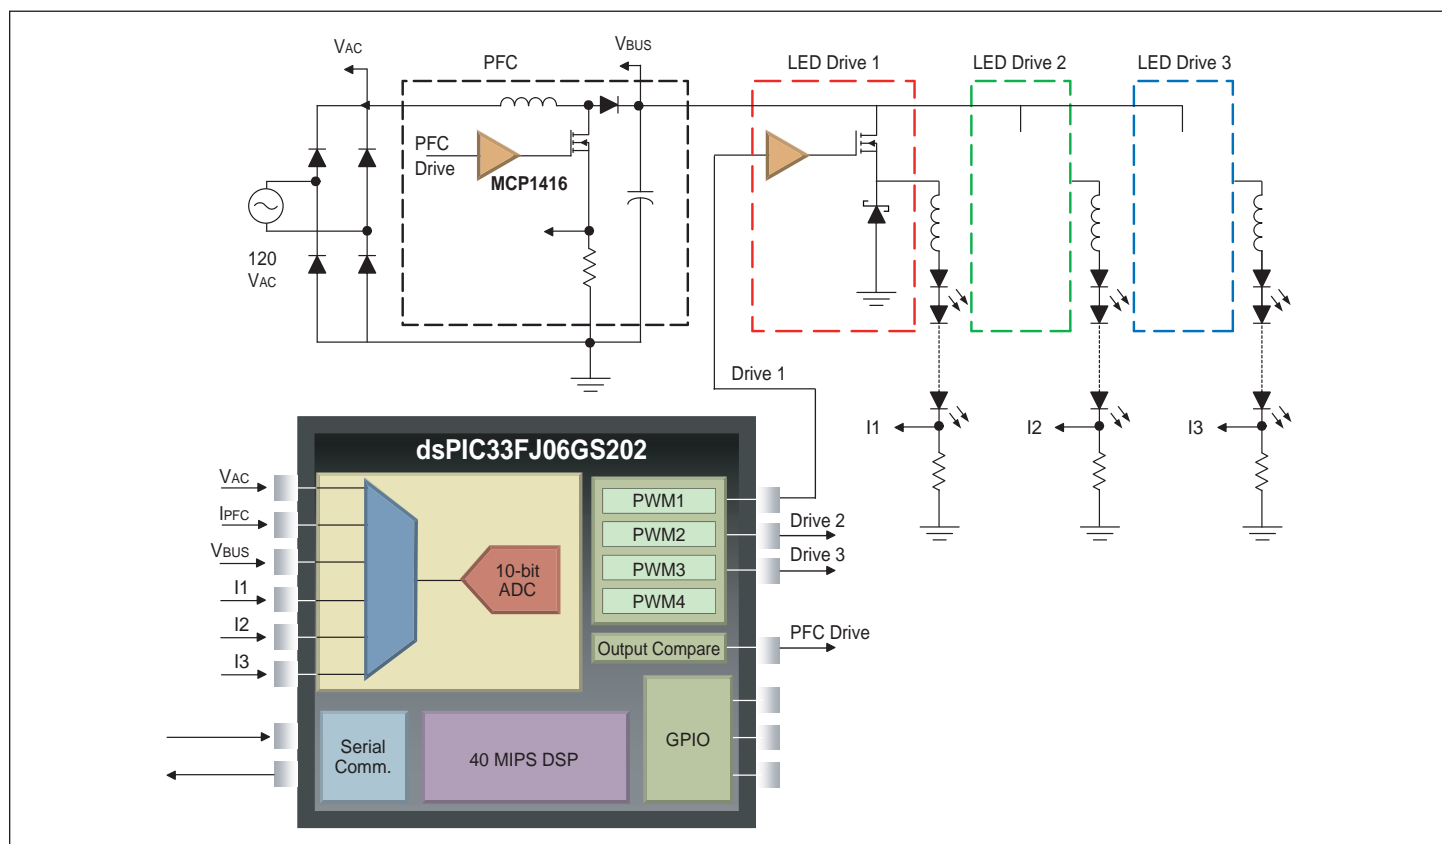 VAC
PFC
VBUS
LED Drive 1
LED Drive 2
LED Drive 3
PFC
Drive
MCP1416
120
VAC
Drive 1
I1
I2
I3
dsPIC33FJ06GS202
VAC
IPFC
VBUS
I1
I2
I3
10-bit
ADC
PWM1
PWM2
PWM3
PWM4
Drive 2
Drive 3
Output Compare
PFC Drive
Serial
Comm.
40 MIPS DSP
GPIO